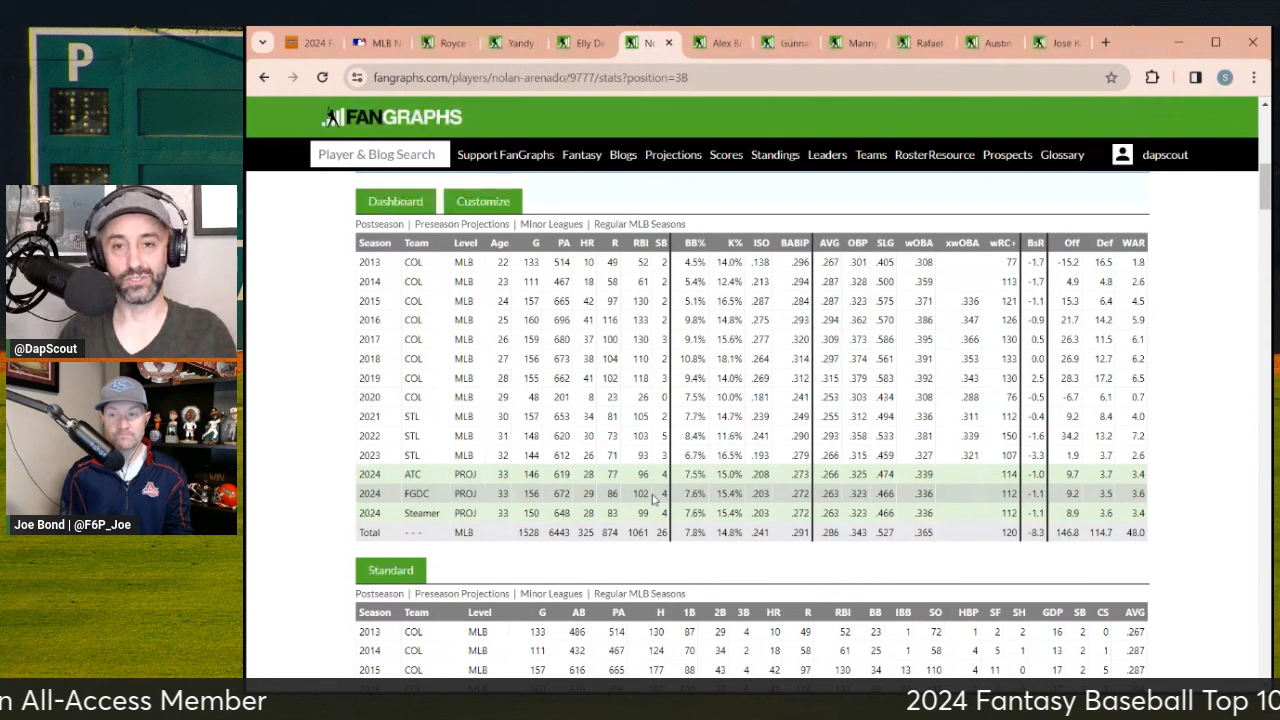 P
2024 F
MLB N
Royce
Yandy
Elly De
No
Alex Br
Gunna
Manny
Rafael
Austin
Jose R
fangraphs.com/players/nolan-arenado/9777/stats?position=3B
S
FANGRAPHS
Player & Blog Search Support FanGraphs Fantasy Blogs Projections Scores Standings Leaders Teams RosterResource Prospects Glossary dapscout
Dashboard Customize
Postseason | Preseason Projections | Minor Leagues | Regular MLB Seasons
Season Team Level Age G PA HR R RBI SB BB% K% ISO BABIP AVG OBP SLG wOBA xwOBA wRC+ BsR Off Def WAR
2013 COL MLB 22 133 514 10 49 52 2 4.5% 14.0% .138 .296 .267 .301 .405 .308 77 -1.7 -15.2 16.5 1.8
2014 COL MLB 23 111 467 18 58 61 2 5.4% 12.4% .213 .294 .287 .328 .500 .359 113 -1.7 4.9 4.8 2.6
2015 COL MLB 24 157 665 42 97 130 2 5.1% 16.5% .287 .284 .287 .323 .575 .371 .336 121 -1.1 15.3 6.4 4.5
2016 COL MLB 25 160 696 41 116 133 2 9.8% 14.8% .275 .293 .294 .362 .570 .386 .347 126 -0.9 21.7 14.2 5.9
2017 COL MLB 26 159 680 37 100 130 3 9.1% 15.6% .277 .320 .309 .373 .586 .395 .366 130 0.5 26.3 11.5 6.1
2018 COL MLB 27 156 673 38 104 110 2 10.8% 18.1% .264 .314 .297 .374 .561 .391 .353 133 0.0 26.9 12.7 6.2
2019 COL MLB 28 155 662 41 102 118 3 9.4% 14.0% .269 .312 .315 .379 .583 .392 .343 130 2.5 28.3 17.2 6.5
2020 COL MLB 29 48 201 8 23 26 0 7.5% 10.0% .181 .241 .253 .303 .434 .308 .288 76 -0.5 -6.7 6.1 0.7
2021 STL MLB 30 157 653 34 81 105 2 7.7% 14.7% .239 .249 .255 .312 .494 .336 .311 112 -0.4 9.2 8.4 4.0
2022 STL MLB 31 148 620 30 73 103 5 8.4% 11.6% .241 .290 .293 .358 .533 .381 .339 150 -1.6 34.2 13.2 7.2
2023 STL MLB 32 144 612 26 71 93 3 6.7% 16.5% .193 .279 .266 .315 .459 .327 .321 107 -3.3 1.9 3.7 2.6
2024 ATC PROJ 33 146 619 28 77 96 4 7.5% 15.0% .208 .273 .266 .325 .474 .339 114 -1.0 9.7 3.7 3.4
2024 FGDC PROJ 33 156 672 29 86 102 4 7.6% 15.4% .203 .272 .263 .323 .466 .336 112 -1.1 9.2 3.5 3.6
2024 Steamer PROJ 33 150 648 28 83 99 4 7.6% 15.4% .203 .272 .263 .323 .466 .336 112 -1.1 8.9 3.6 3.4
Total - - - MLB 1528 6443 325 874 1061 26 7.8% 14.8% .241 .291 .286 .343 .527 .365 120 -8.3 146.8 114.7 48.0
Standard
Postseason | Preseason Projections | Minor Leagues | Regular MLB Seasons
Season Team Level G AB PA H 1B 2B 3B HR R RBI BB IBB SO HBP SF SH GDP SB CS AVG
2013 COL MLB 133 486 514 130 87 29 4 10 49 52 23 1 72 1 2 2 16 2 0 .267
2014 COL MLB 111 432 467 124 70 34 2 18 58 61 25 1 58 4 5 1 13 2 1 .287
2015 COL MLB 157 616 665 177 88 43 4 42 97 130 34 13 110 4 11 0 17 2 5 .287
@DapScout
Joe Bond | @F6P_Joe
n All-Access Member
2024 Fantasy Baseball Top 10